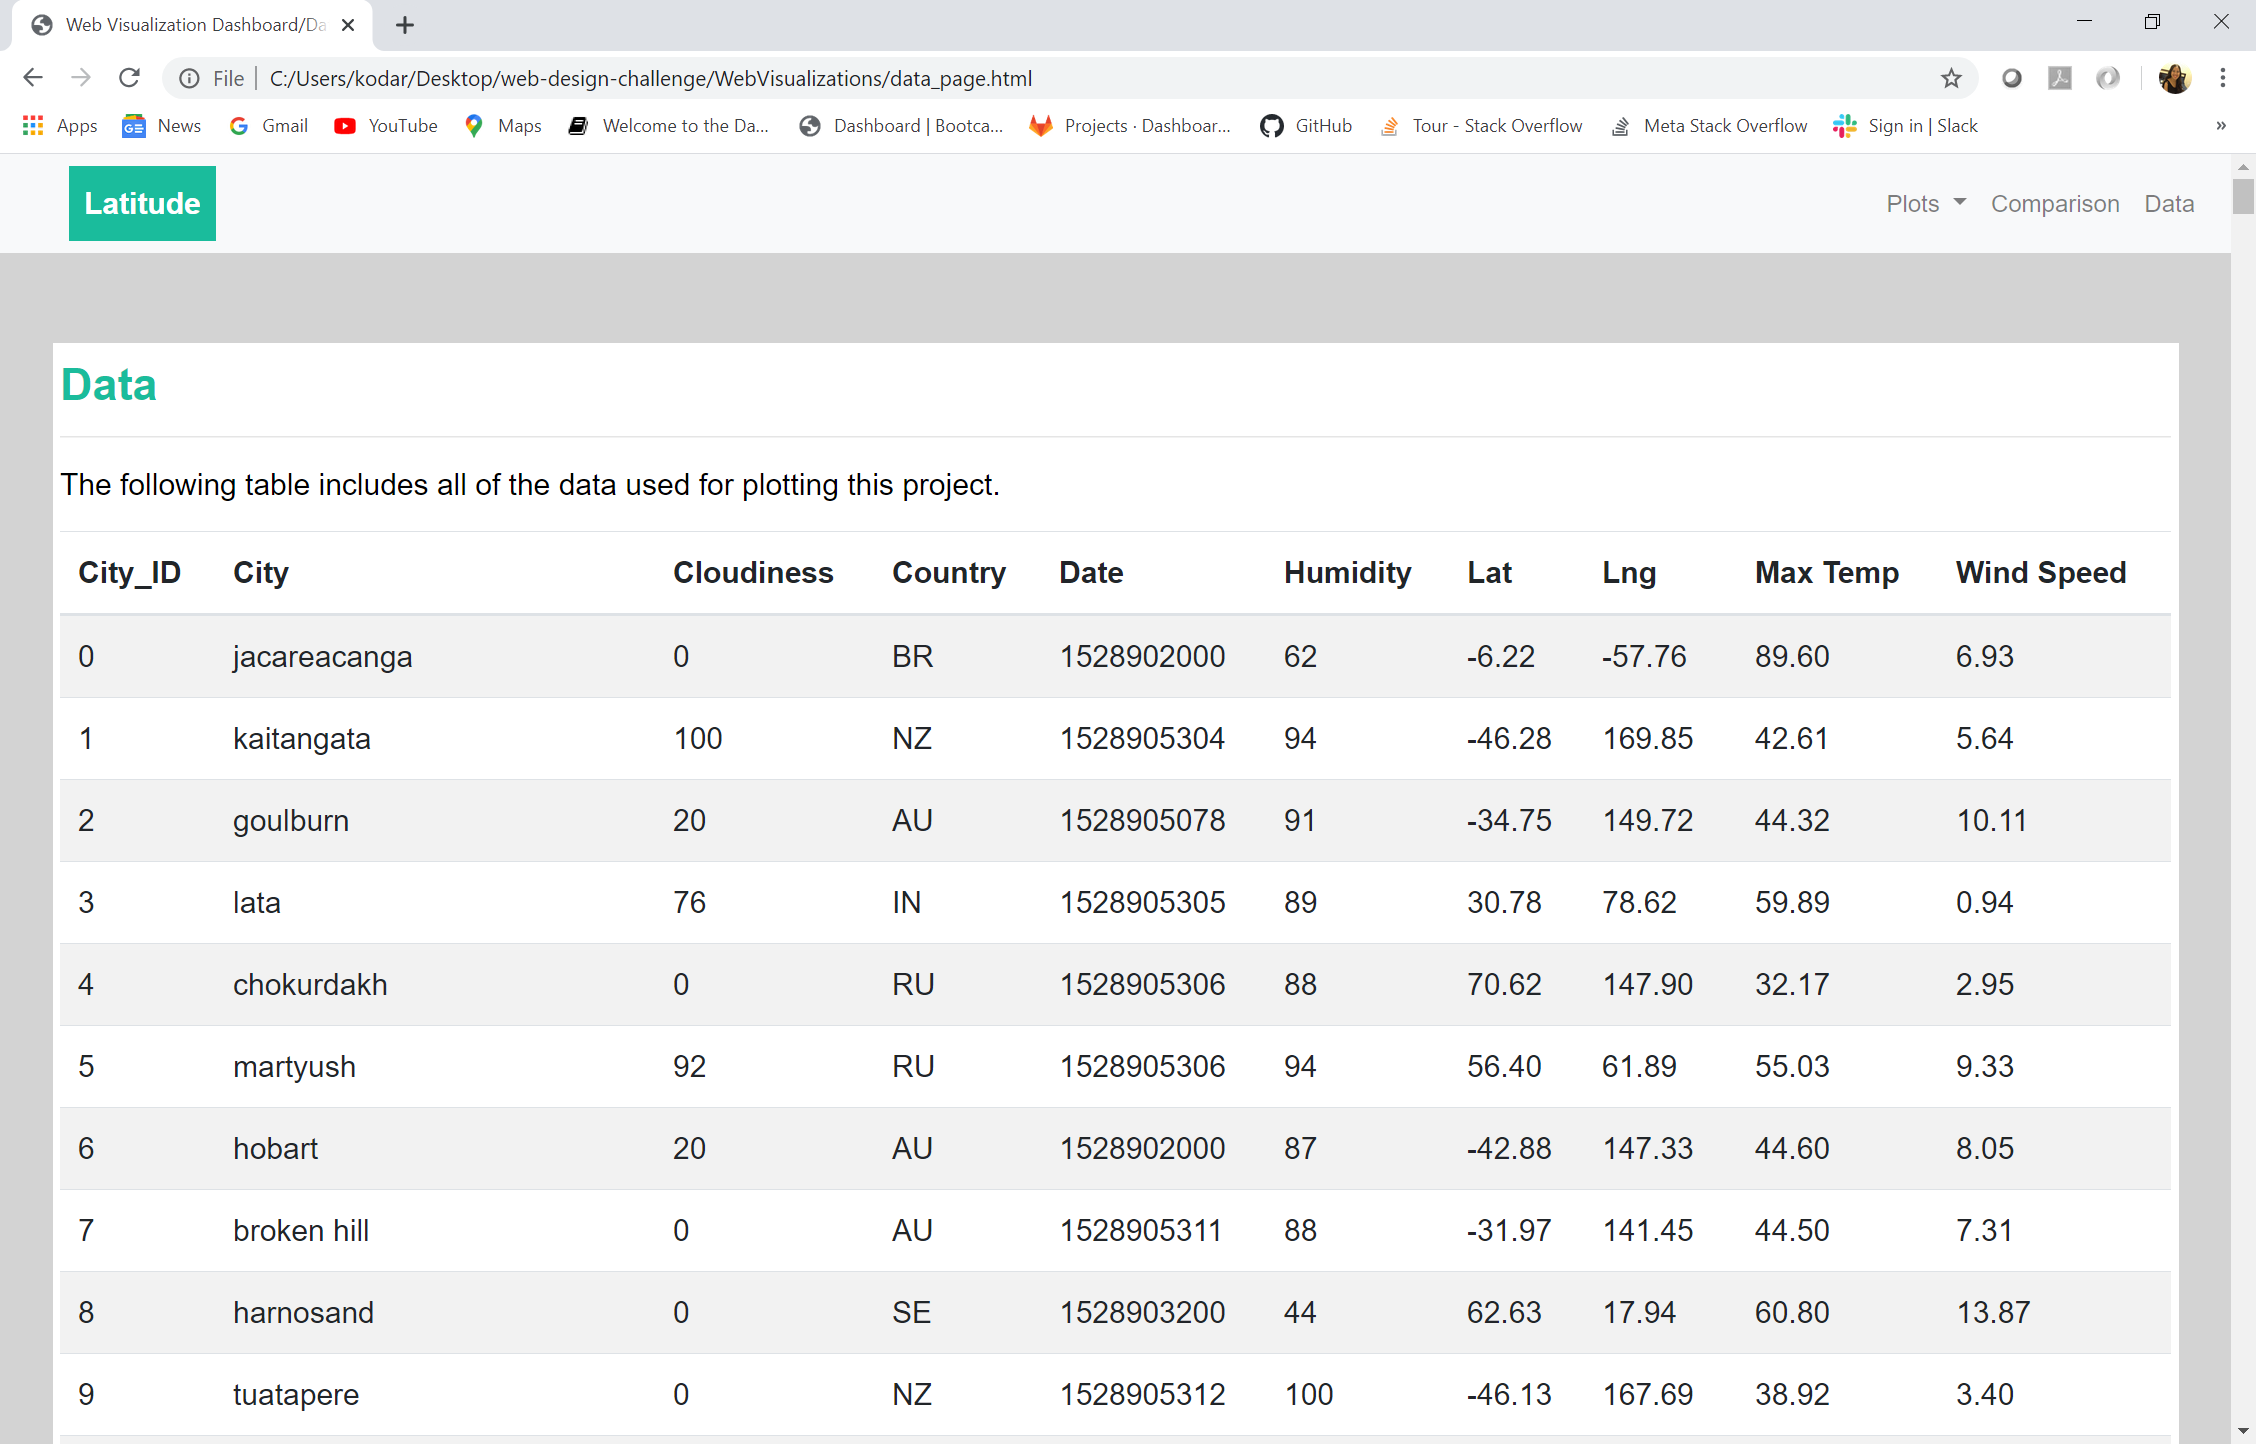 Web Visualization Dashboard/Da
File C:/Users/kodar/Desktop/web-design-challenge/WebVisualizations/data_page.html
Apps News Gmail YouTube Maps Welcome to the Da... Dashboard | Bootca... Projects · Dashboar... GitHub Tour - Stack Overflow Meta Stack Overflow Sign in | Slack »
Latitude Plots Comparison Data
Data
The following table includes all of the data used for plotting this project.
City_ID City Cloudiness Country Date Humidity Lat Lng Max Temp Wind Speed
0 jacareacanga 0 BR 1528902000 62 -6.22 -57.76 89.60 6.93
1 kaitangata 100 NZ 1528905304 94 -46.28 169.85 42.61 5.64
2 goulburn 20 AU 1528905078 91 -34.75 149.72 44.32 10.11
3 lata 76 IN 1528905305 89 30.78 78.62 59.89 0.94
4 chokurdakh 0 RU 1528905306 88 70.62 147.90 32.17 2.95
5 martyush 92 RU 1528905306 94 56.40 61.89 55.03 9.33
6 hobart 20 AU 1528902000 87 -42.88 147.33 44.60 8.05
7 broken hill 0 AU 1528905311 88 -31.97 141.45 44.50 7.31
8 harnosand 0 SE 1528903200 44 62.63 17.94 60.80 13.87
9 tuatapere 0 NZ 1528905312 100 -46.13 167.69 38.92 3.40